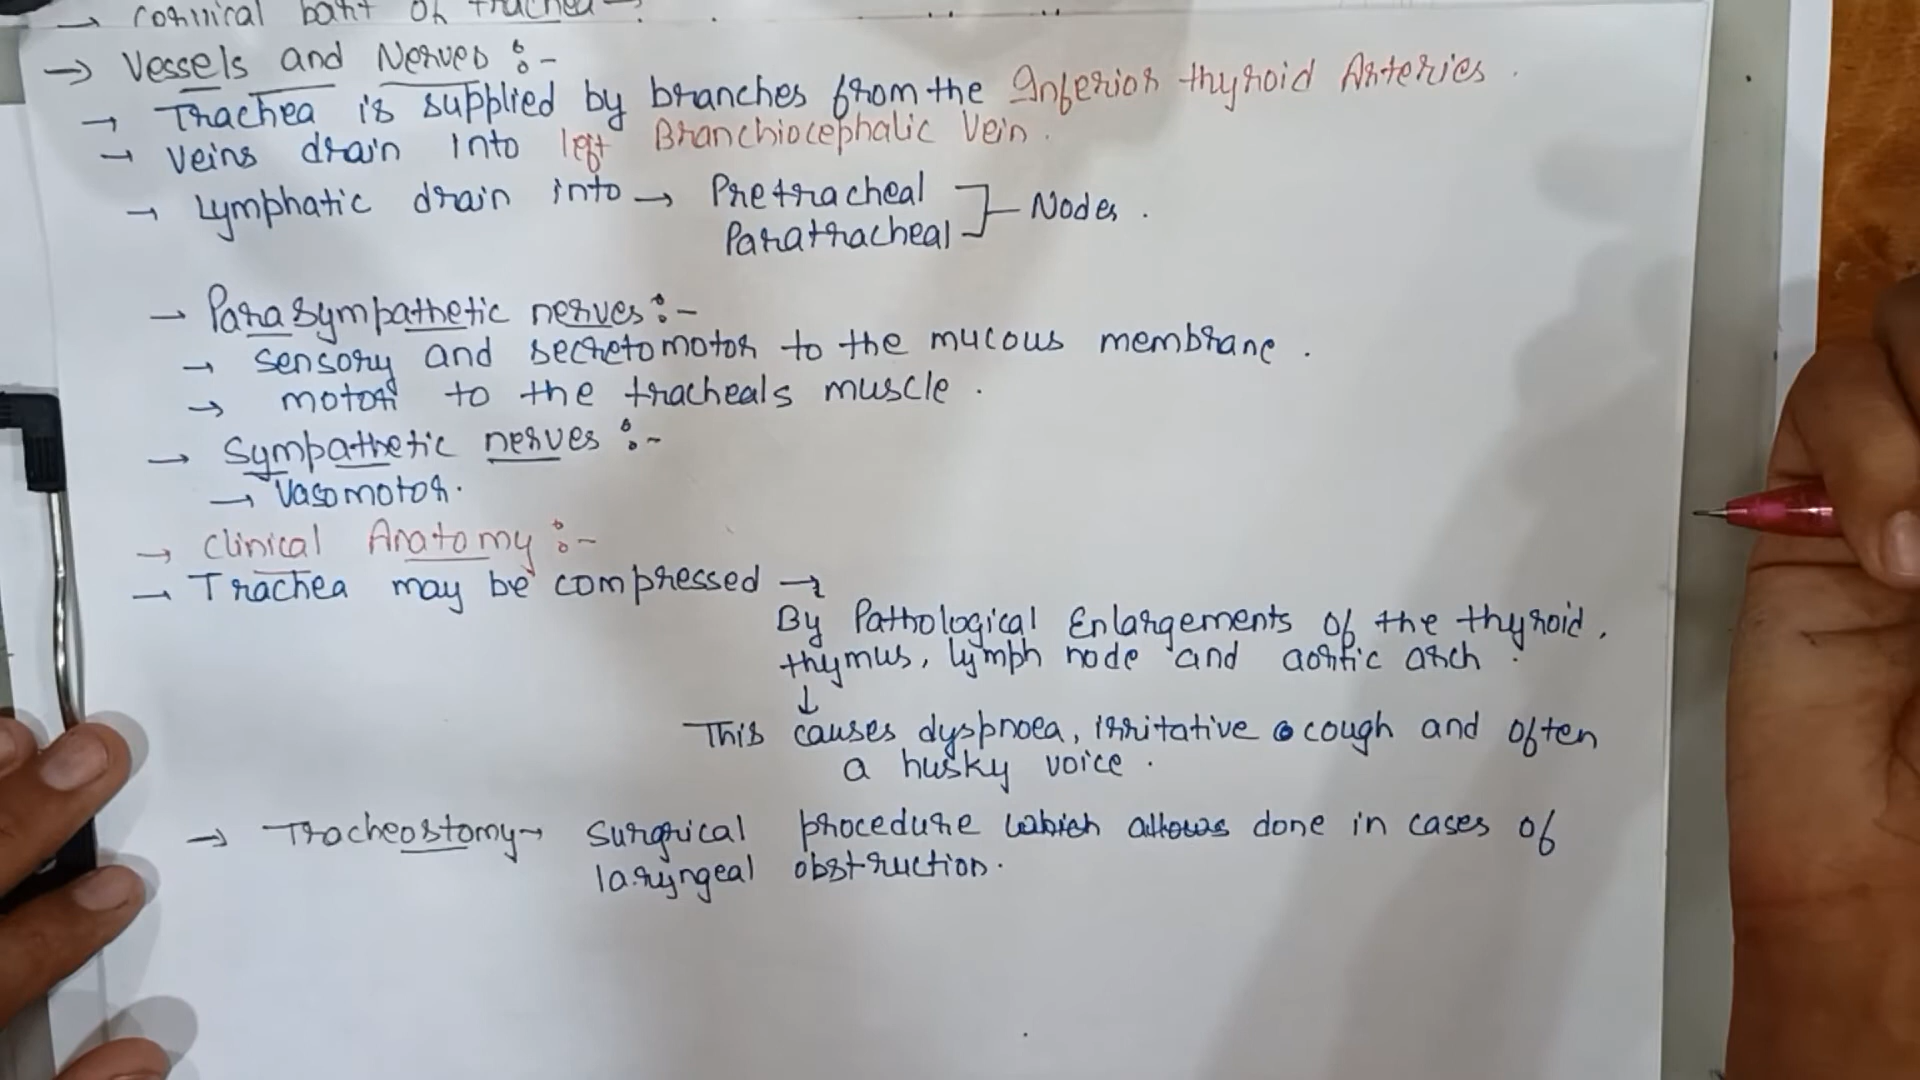 → Vessels and Nerves :-
→ Trachea is supplied by branches from the Inferior thyroid Arteries.
→ Veins drain into left Branchiocephalic Vein.
→ Lymphatic drain into → Pretracheal
Paratracheal ] Nodes.
→ Parasympathetic nerves :-
→ sensory and secretomotor to the mucous membrane.
→ motor to the tracheals muscle.
→ Sympathetic nerves :-
→ Vasomotor.
→ Clinical Anatomy :-
→ Trachea may be compressed →
By Pathological Enlargements of the thyroid,
thymus, lymph node and aortic arch.
↓
This causes dyspnoea, irritative cough and often
a husky voice.
→ Tracheostomy → Surgrical procedure which allows done in cases of
laryngeal obstruction.